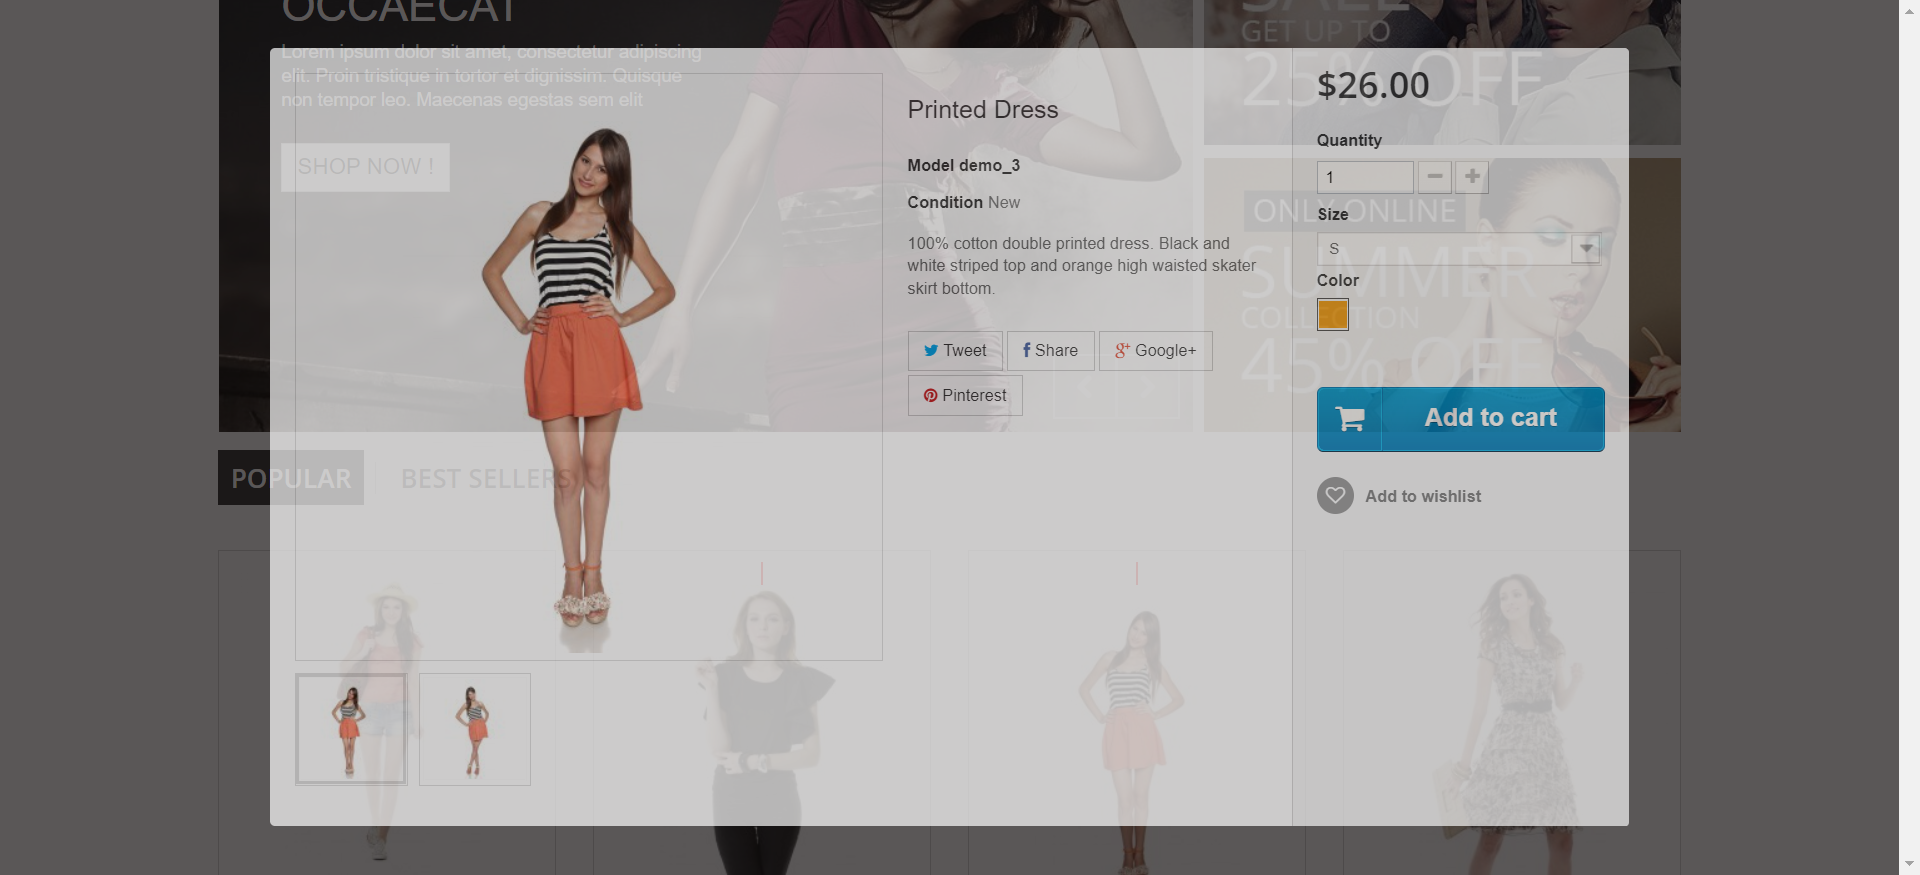 OCCAECAT
Lorem ipsum dolor sit amet, consectetur adipiscing
elit. Proin tristique in tortor et dignissim. Quisque
non tempor leo. Maecenas egestas sem elit
SHOP NOW !
Printed Dress
Model demo_3
Condition New
100% cotton double printed dress. Black and
white striped top and orange high waisted skater
skirt bottom.
Tweet
Share
Google+
Pinterest
SALE
GET UP TO
25% OFF
$26.00
Quantity
1
ONLY ONLINE
Size
S
SUMMER
Color
COLLECTION
45% OFF
Add to cart
Add to wishlist
POPULAR
BEST SELLERS